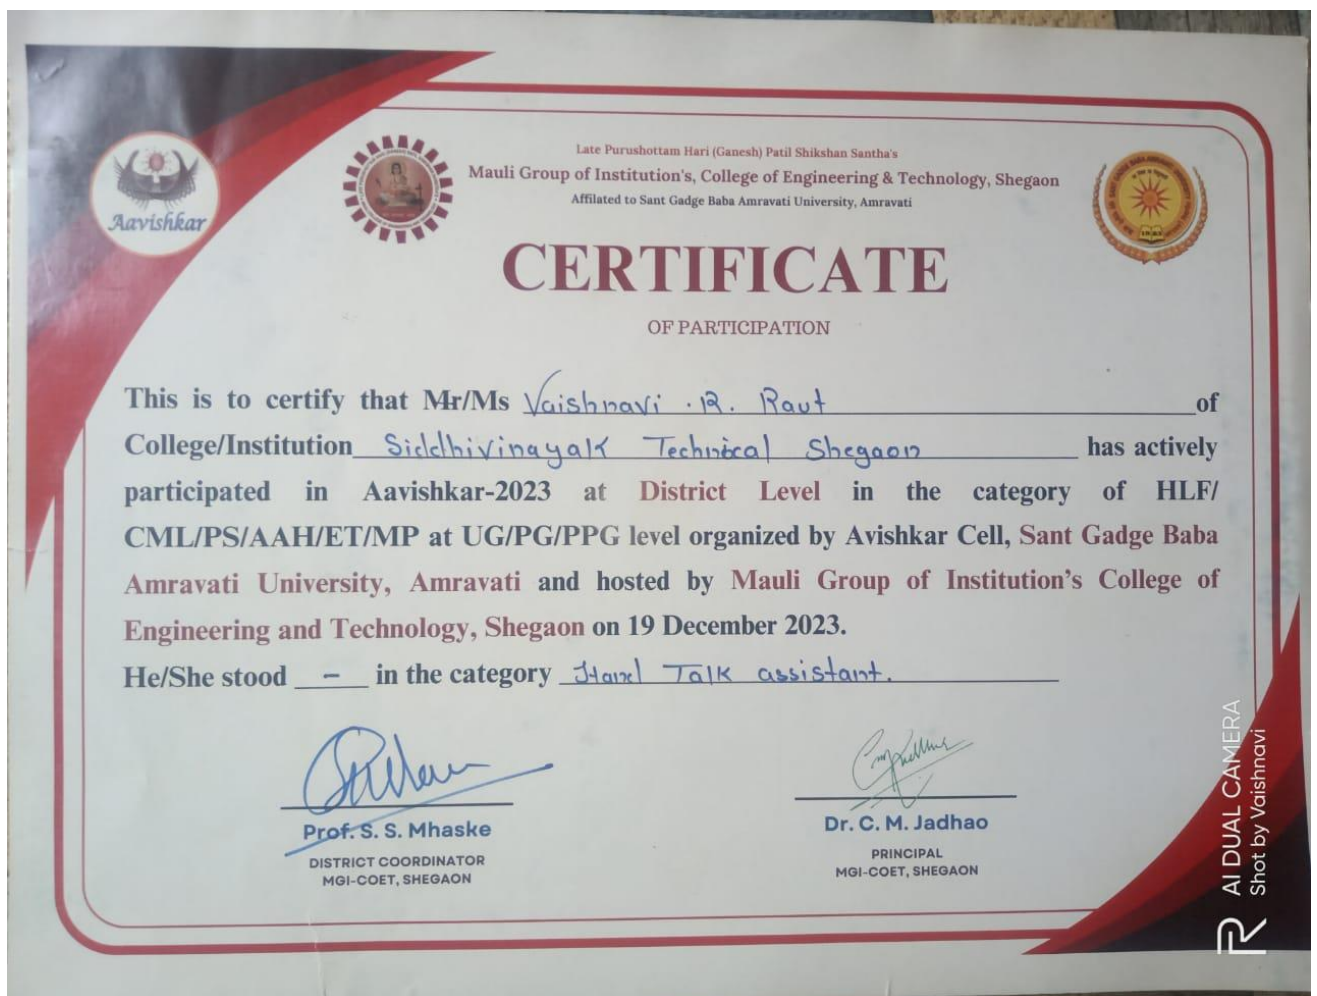 Aavishkar
Late Purushottam Hari (Ganesh) Patil Shikshan Santha's
Mauli Group of Institution's, College of Engineering & Technology, Shegaon
Affilated to Sant Gadge Baba Amravati University, Amravati
CERTIFICATE
OF PARTICIPATION
This is to certify that Mr/Ms Vaishnavi .R. Raut of
College/Institution Siddhivinayak Technical Shegaon has actively
participated in Aavishkar-2023 at District Level in the category of HLF/
CML/PS/AAH/ET/MP at UG/PG/PPG level organized by Avishkar Cell, Sant Gadge Baba
Amravati University, Amravati and hosted by Mauli Group of Institution's College of
Engineering and Technology, Shegaon on 19 December 2023.
He/She stood - in the category Hand Talk assistant.
Prof. S. S. Mhaske
DISTRICT COORDINATOR
MGI-COET, SHEGAON
Dr. C. M. Jadhao
PRINCIPAL
MGI-COET, SHEGAON
R AI DUAL CAMERA
Shot by Vaishnavi